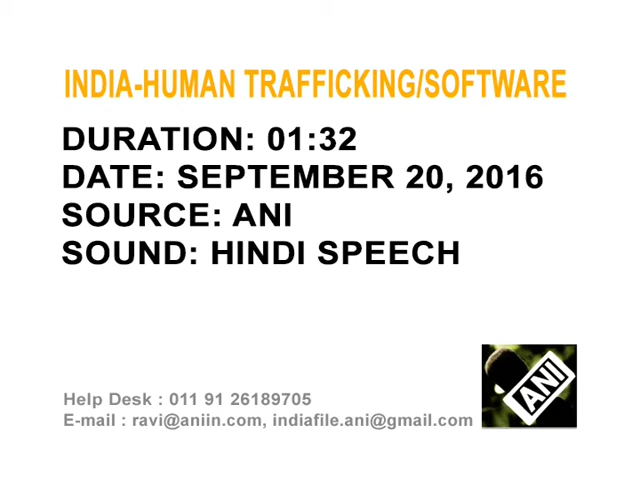 INDIA-HUMAN TRAFFICKING/SOFTWARE
DURATION: 01:32
DATE: SEPTEMBER 20, 2016
SOURCE: ANI
SOUND: HINDI SPEECH
Help Desk : 011 91 26189705
E-mail : ravi@aniin.com, indiafile.ani@gmail.com
ANI